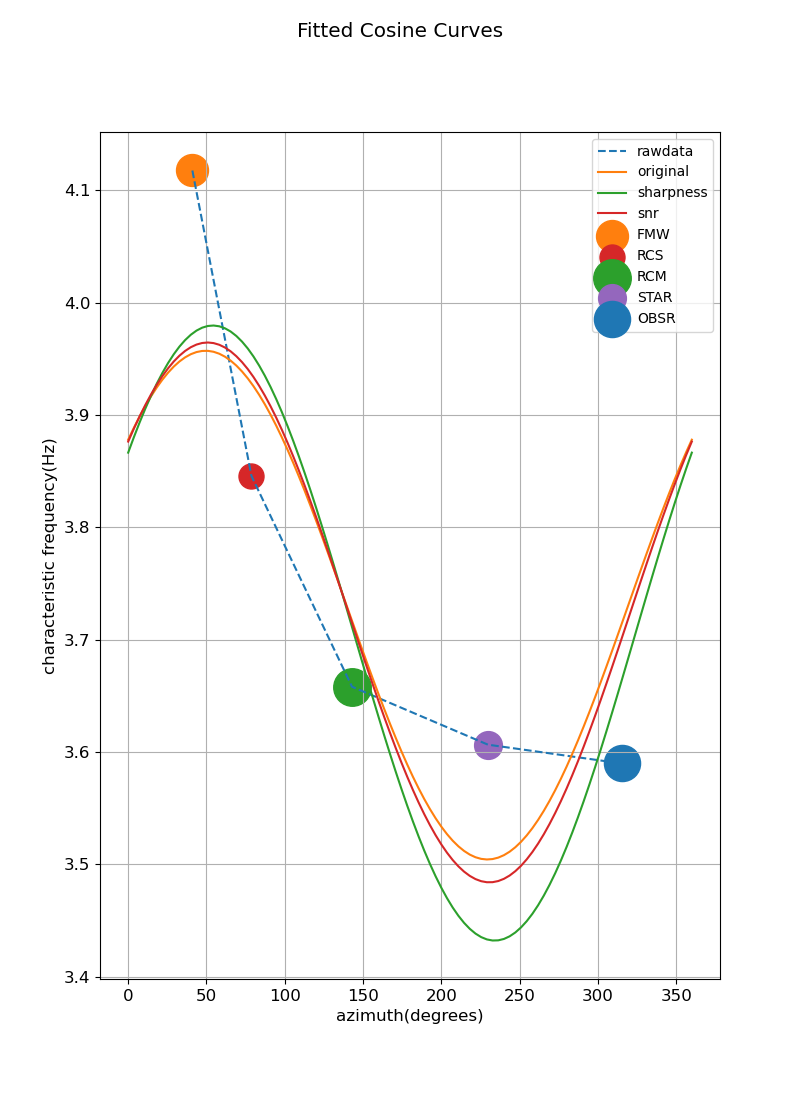 Fitted Cosine Curves
rawdata
original
sharpness
snr
FMW
RCS
RCM
STAR
OBSR
4.1
4.0
3.9
3.8
3.7
3.6
3.5
3.4
characteristic frequency(Hz)
0 50 100 150 200 250 300 350
azimuth(degrees)